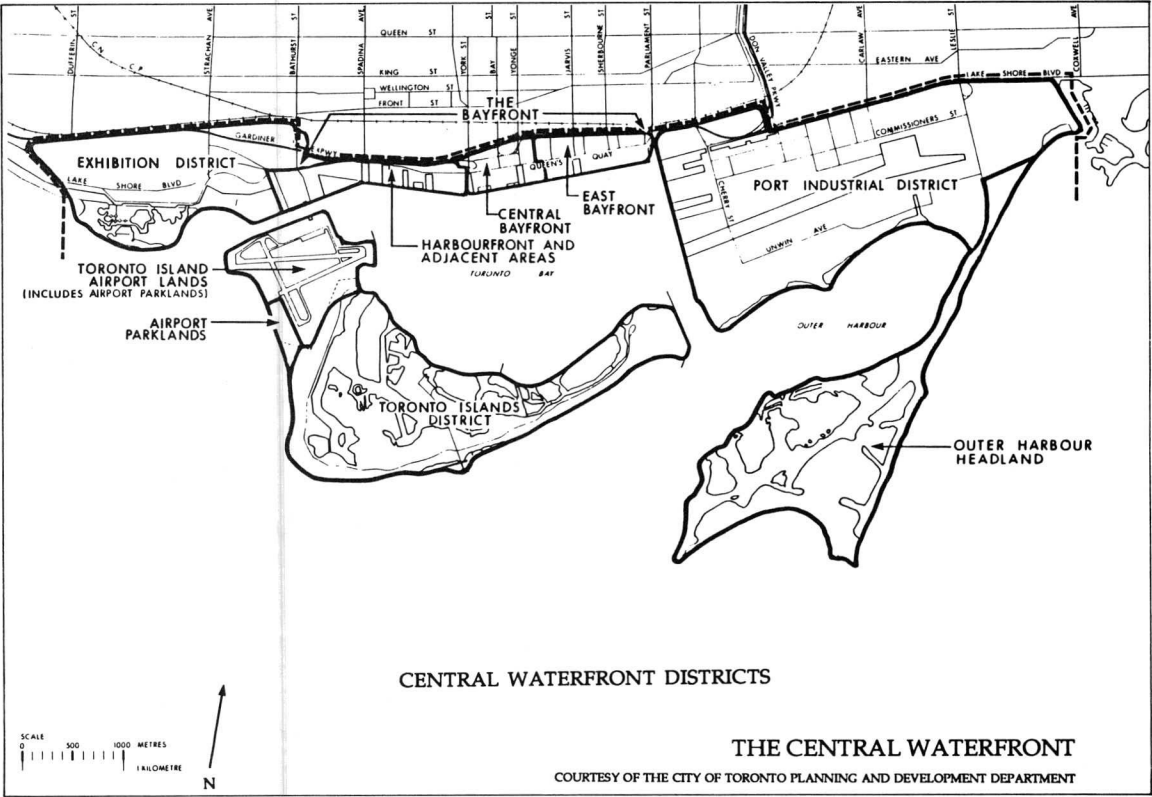 DUFFERIN ST
STRACHAN AVE
BATHURST ST
SPADINA AVE
YORK ST
BAY ST
YONGE ST
JARVIS ST
SHERBOURNE ST
PARLIAMENT ST
DON VALLEY PKWY
CARLAW AVE
LESLIE ST
COXWELL AVE
C N
C P
QUEEN ST
KING ST
WELLINGTON ST
FRONT ST
EASTERN AVE
LAKE SHORE BLVD
THE
BAYFRONT
GARDINER EXPWY
COMMISSIONERS ST
EXHIBITION DISTRICT
LAKE SHORE BLVD
QUEEN'S QUAY
CHERRY ST
PORT INDUSTRIAL DISTRICT
EAST
BAYFRONT
CENTRAL
BAYFRONT
HARBOURFRONT AND
ADJACENT AREAS
UNWIN AVE
TORONTO BAY
TORONTO ISLAND
AIRPORT LANDS
(INCLUDES AIRPORT PARKLANDS)
AIRPORT
PARKLANDS
OUTER HARBOUR
TORONTO ISLANDS
DISTRICT
OUTER HARBOUR
HEADLAND
CENTRAL WATERFRONT DISTRICTS
SCALE
0 500 1000 METRES
1 KILOMETRE
N
THE CENTRAL WATERFRONT
COURTESY OF THE CITY OF TORONTO PLANNING AND DEVELOPMENT DEPARTMENT